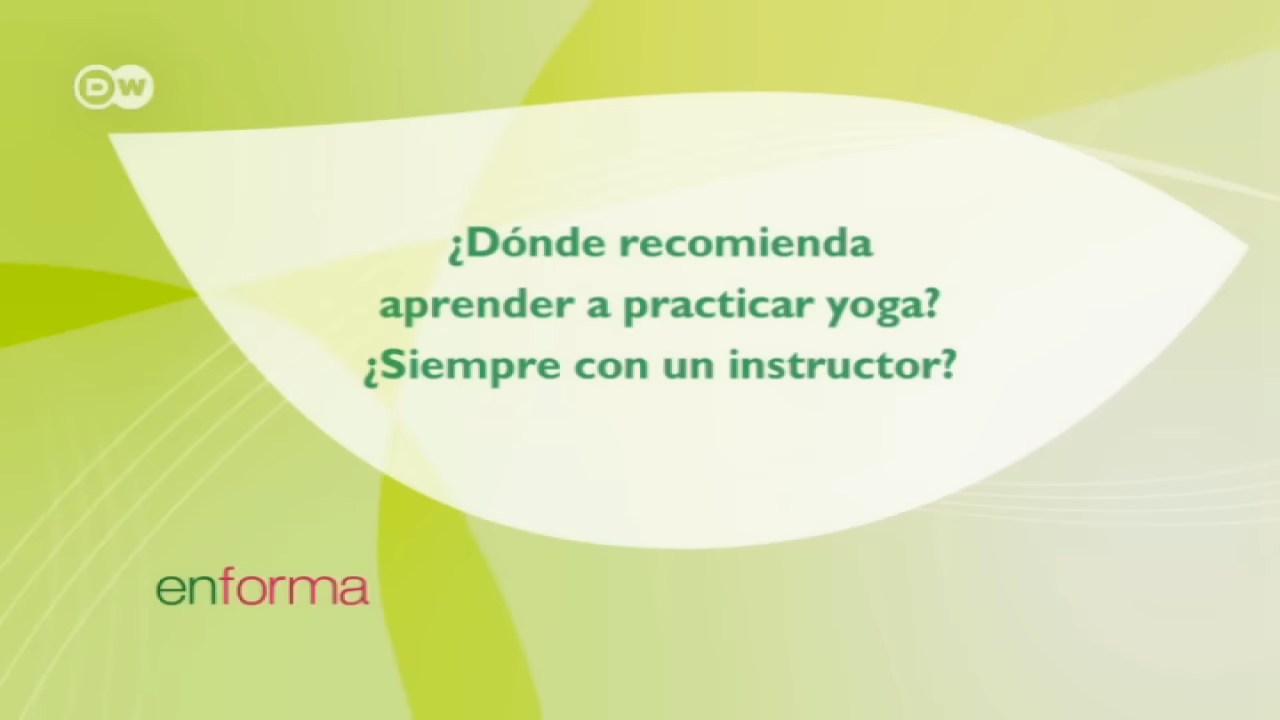 DW
¿Dónde recomienda
aprender a practicar yoga?
¿Siempre con un instructor?
enforma